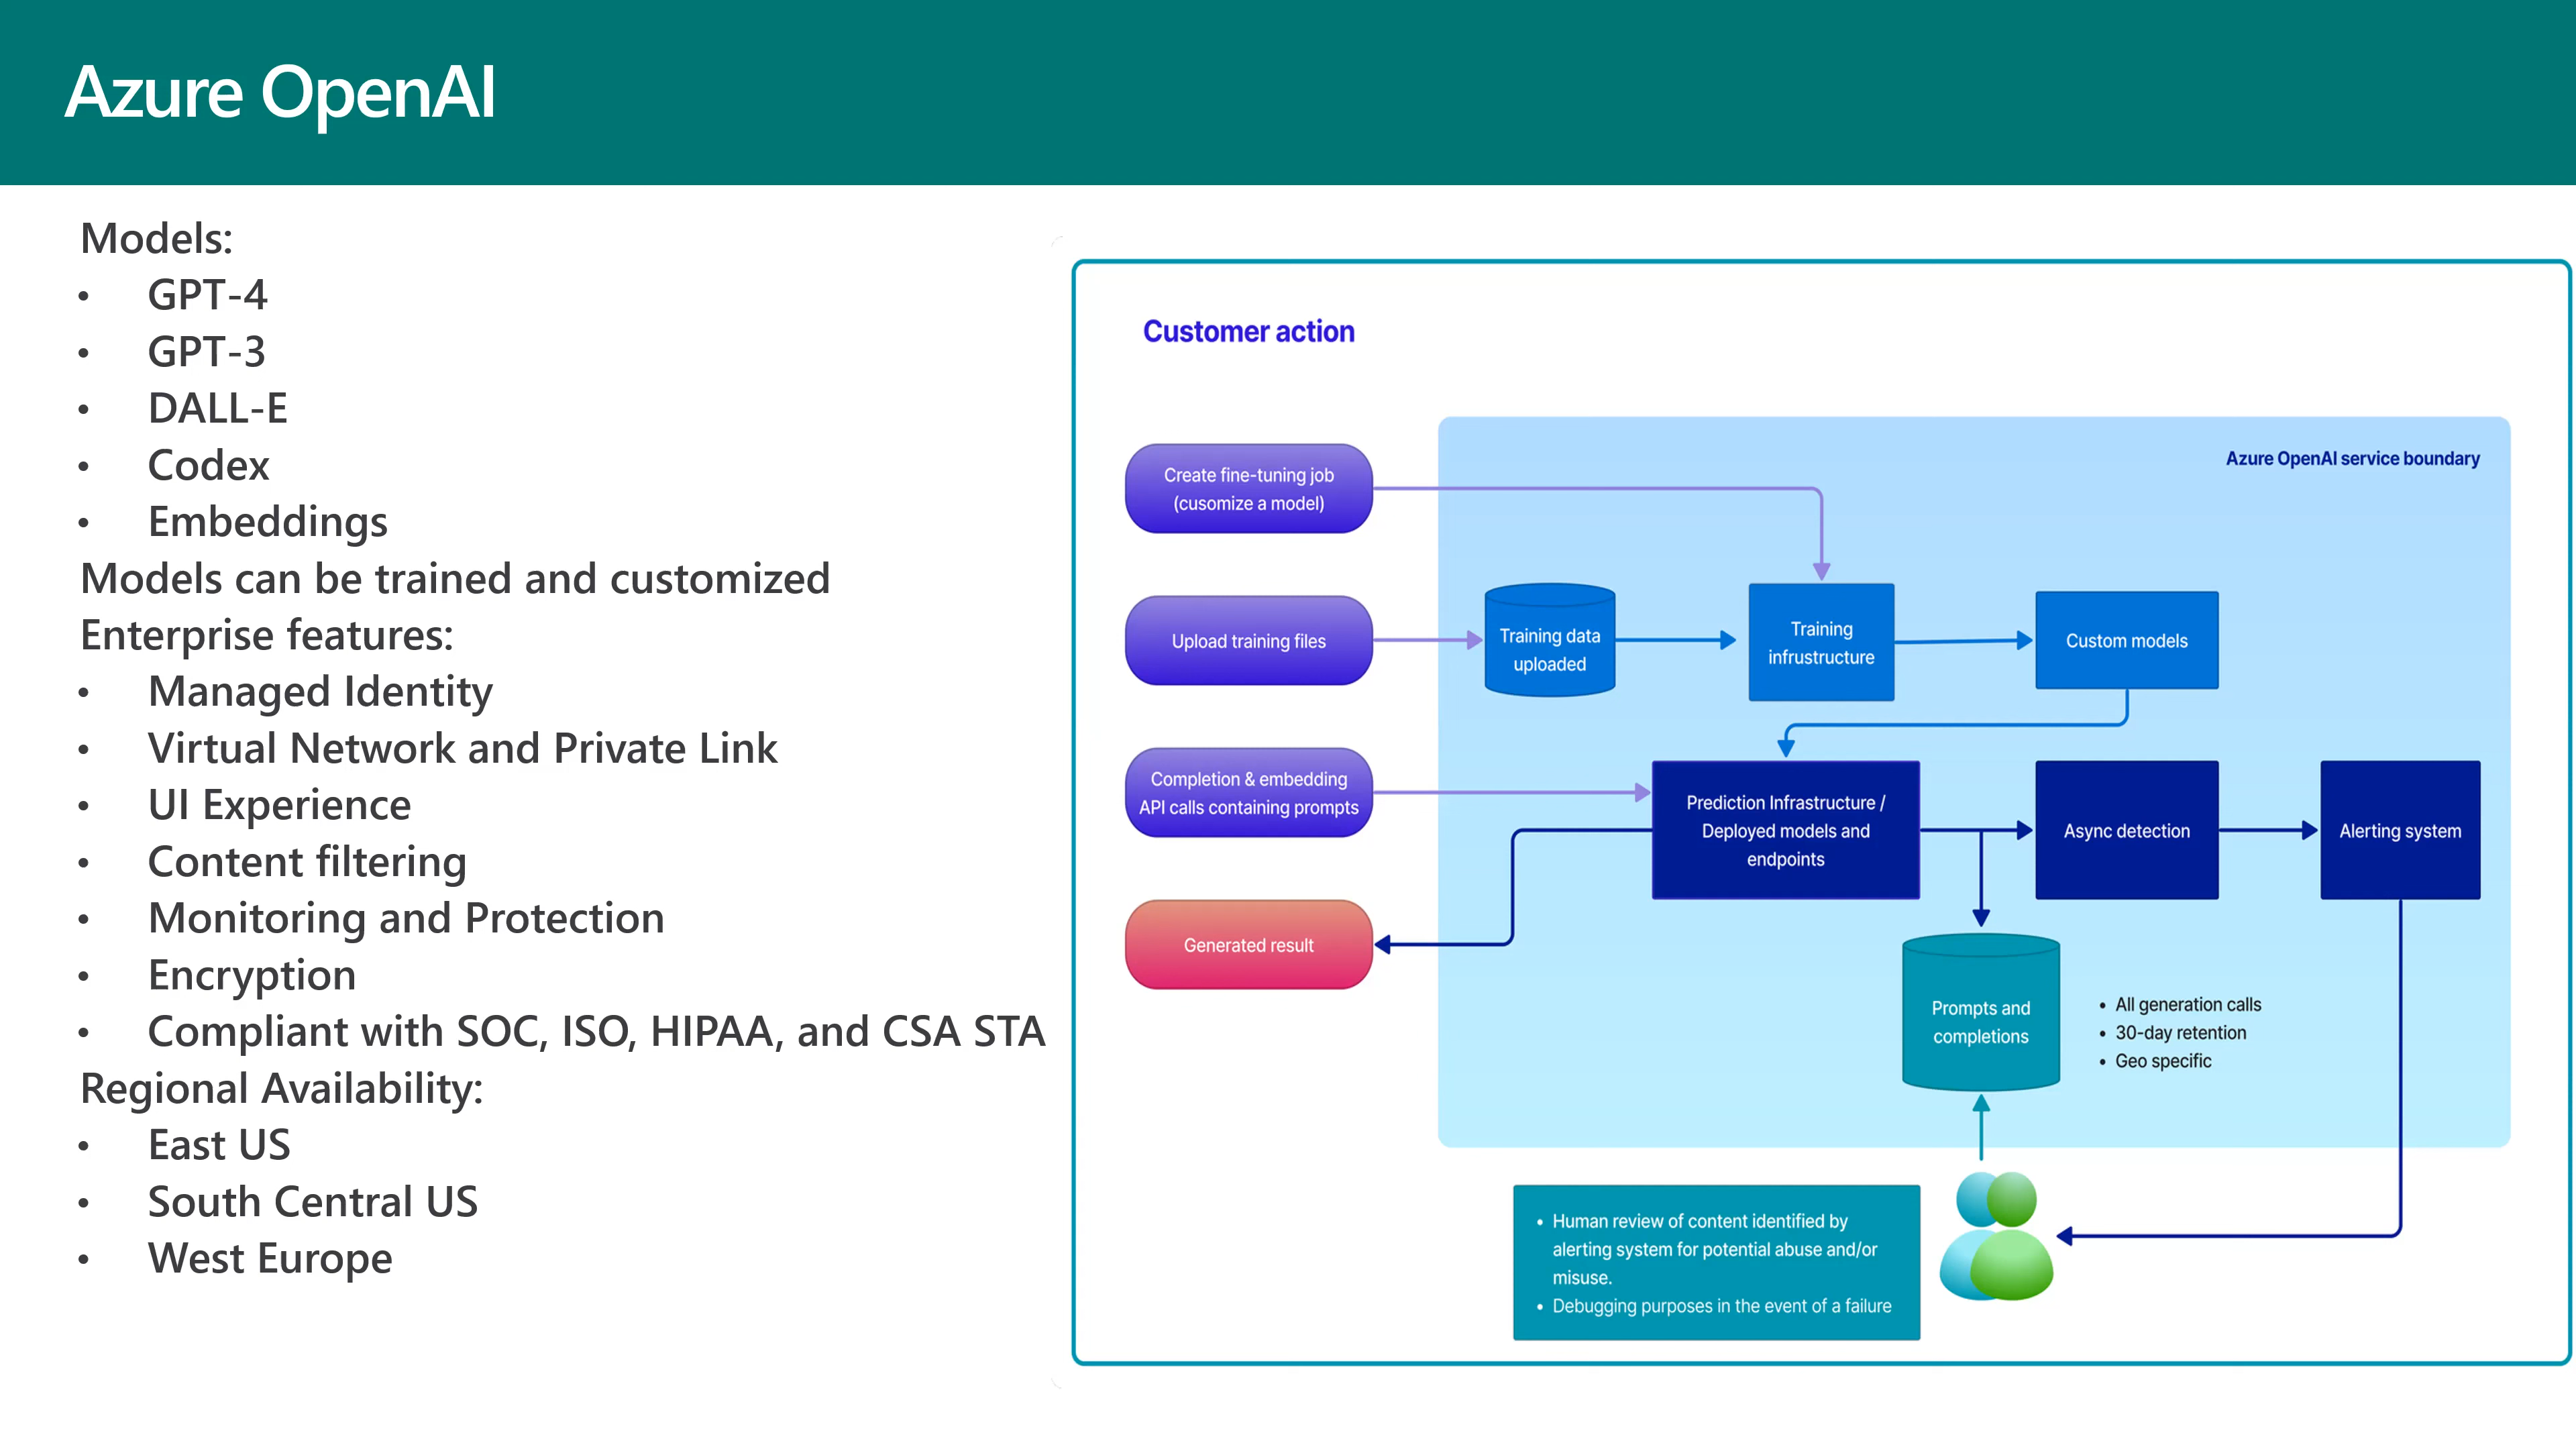 Azure OpenAI
Models:
• GPT-4
• GPT-3
• DALL-E
• Codex
• Embeddings
Models can be trained and customized
Enterprise features:
• Managed Identity
• Virtual Network and Private Link
• UI Experience
• Content filtering
• Monitoring and Protection
• Encryption
• Compliant with SOC, ISO, HIPAA, and CSA STA
Regional Availability:
• East US
• South Central US
• West Europe
Customer action
Azure OpenAI service boundary
Create fine-tuning job
(cusomize a model)
Upload training files
Training data
uploaded
Training
infrustructure
Custom models
Completion & embedding
API calls containing prompts
Prediction Infrastructure /
Deployed models and
endpoints
Async detection
Alerting system
Generated result
Prompts and
completions
• All generation calls
• 30-day retention
• Geo specific
• Human review of content identified by
alerting system for potential abuse and/or
misuse.
• Debugging purposes in the event of a failure